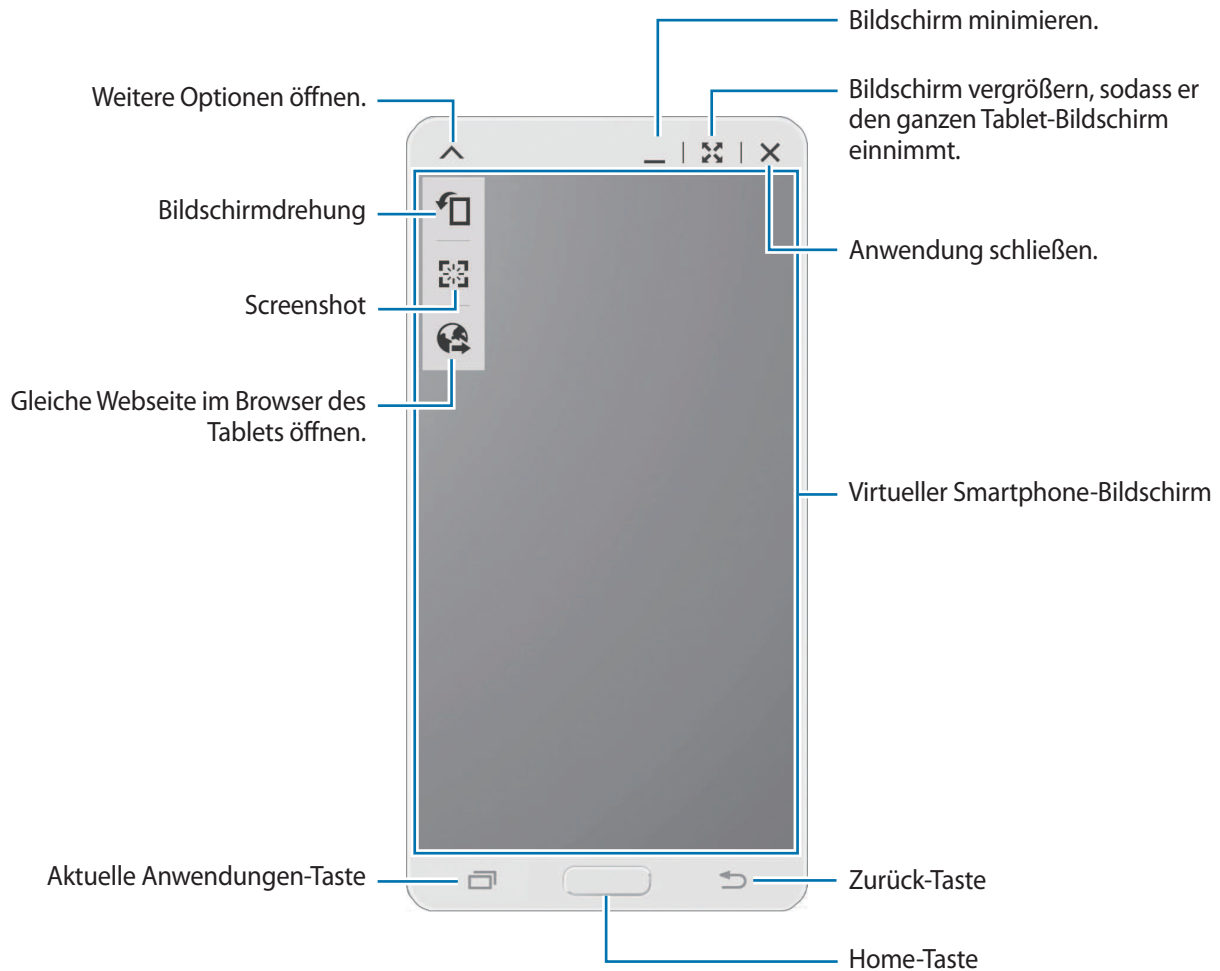 Bildschirm minimieren.
Weitere Optionen öffnen.
Bildschirm vergrößern, sodass er
den ganzen Tablet-Bildschirm
einnimmt.
Bildschirmdrehung
Anwendung schließen.
Screenshot
Gleiche Webseite im Browser des
Tablets öffnen.
Virtueller Smartphone-Bildschirm
Aktuelle Anwendungen-Taste
Zurück-Taste
Home-Taste